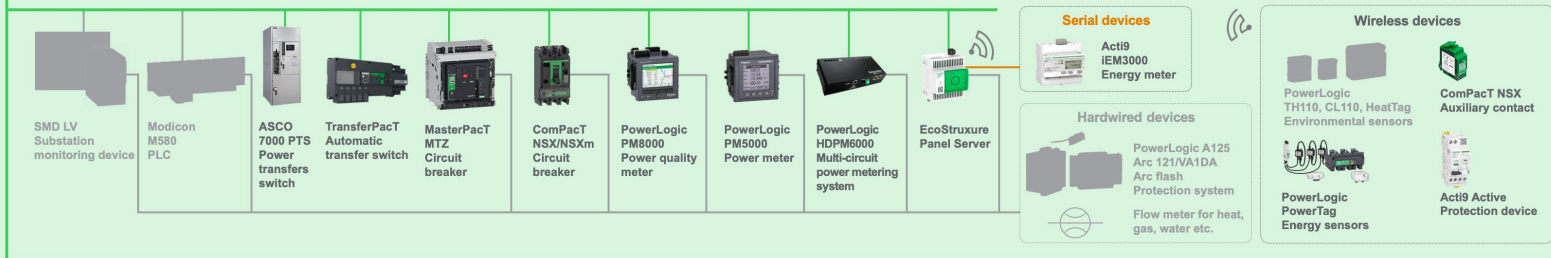 SMD LV
Substation
monitoring device
Modicon
M580
PLC
ASCO
7000 PTS
Power
transfers
switch
TransferPacT
Automatic
transfer switch
MasterPacT
MTZ
Circuit
breaker
ComPacT
NSX/NSXm
Circuit
breaker
PowerLogic
PM8000
Power quality
meter
PowerLogic
PM5000
Power meter
PowerLogic
HDPM6000
Multi-circuit
power metering
system
EcoStruxure
Panel Server
Serial devices
Acti9
iEM3000
Energy meter
Hardwired devices
PowerLogic A125
Arc 121/VA1DA
Arc flash
Protection system
Flow meter for heat,
gas, water etc.
Wireless devices
PowerLogic
TH110, CL110, HeatTag
Environmental sensors
ComPacT NSX
Auxiliary contact
PowerLogic
PowerTag
Energy sensors
Acti9 Active
Protection device